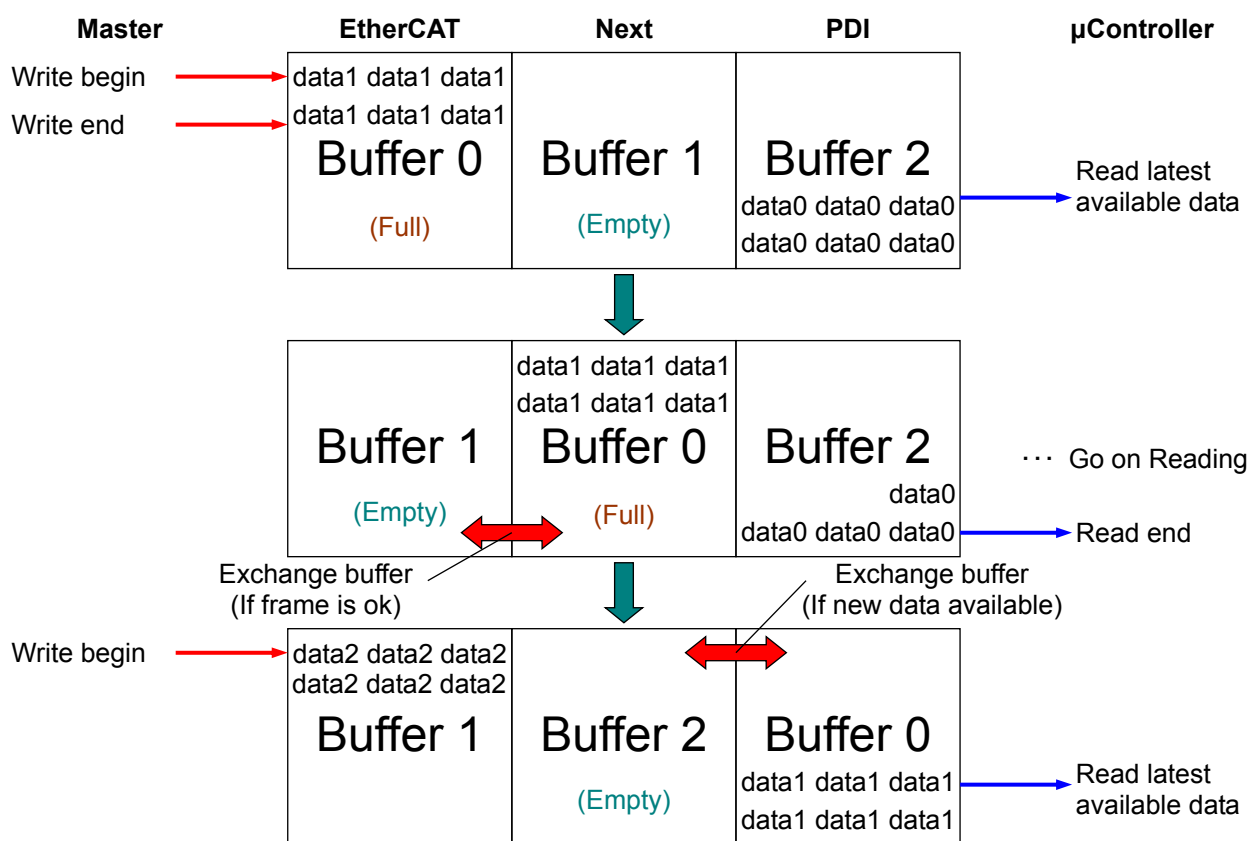 Master EtherCAT Next PDI µController
Write begin
data1 data1 data1
Write end
data1 data1 data1
Buffer 0
Buffer 1
Buffer 2
Read latest
available data
data0 data0 data0
(Full)
(Empty)
data0 data0 data0
data1 data1 data1
data1 data1 data1
Buffer 1
Buffer 0
Buffer 2
··· Go on Reading
data0
(Empty)
(Full)
data0 data0 data0
Read end
Exchange buffer
(If frame is ok)
Exchange buffer
(If new data available)
Write begin
data2 data2 data2
data2 data2 data2
Buffer 1
Buffer 2
Buffer 0
(Empty)
data1 data1 data1
data1 data1 data1
Read latest
available data